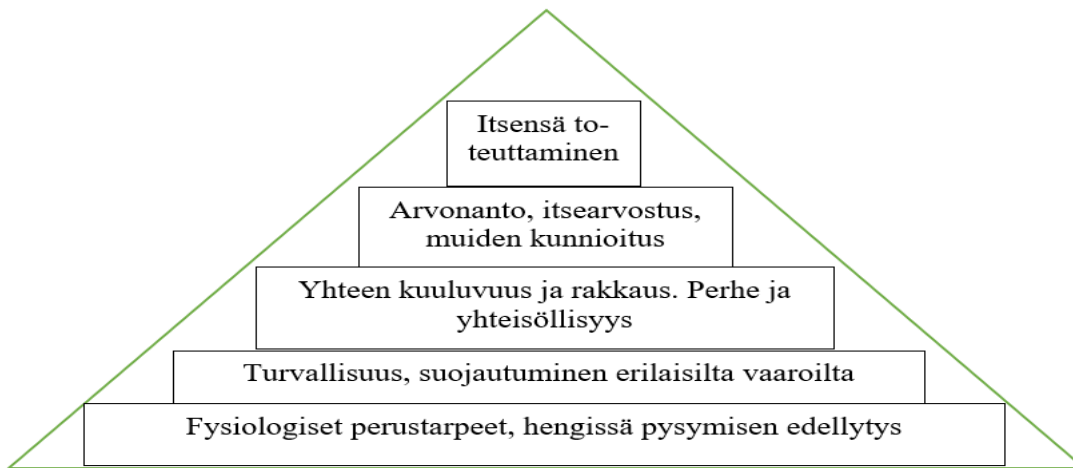 Itsensä to-
teuttaminen
Arvonanto, itsearvostus,
muiden kunnioitus
Yhteen kuuluvuus ja rakkaus. Perhe ja
yhteisöllisyys
Turvallisuus, suojautuminen erilaisilta vaaroilta
Fysiologiset perustarpeet, hengissä pysymisen edellytys